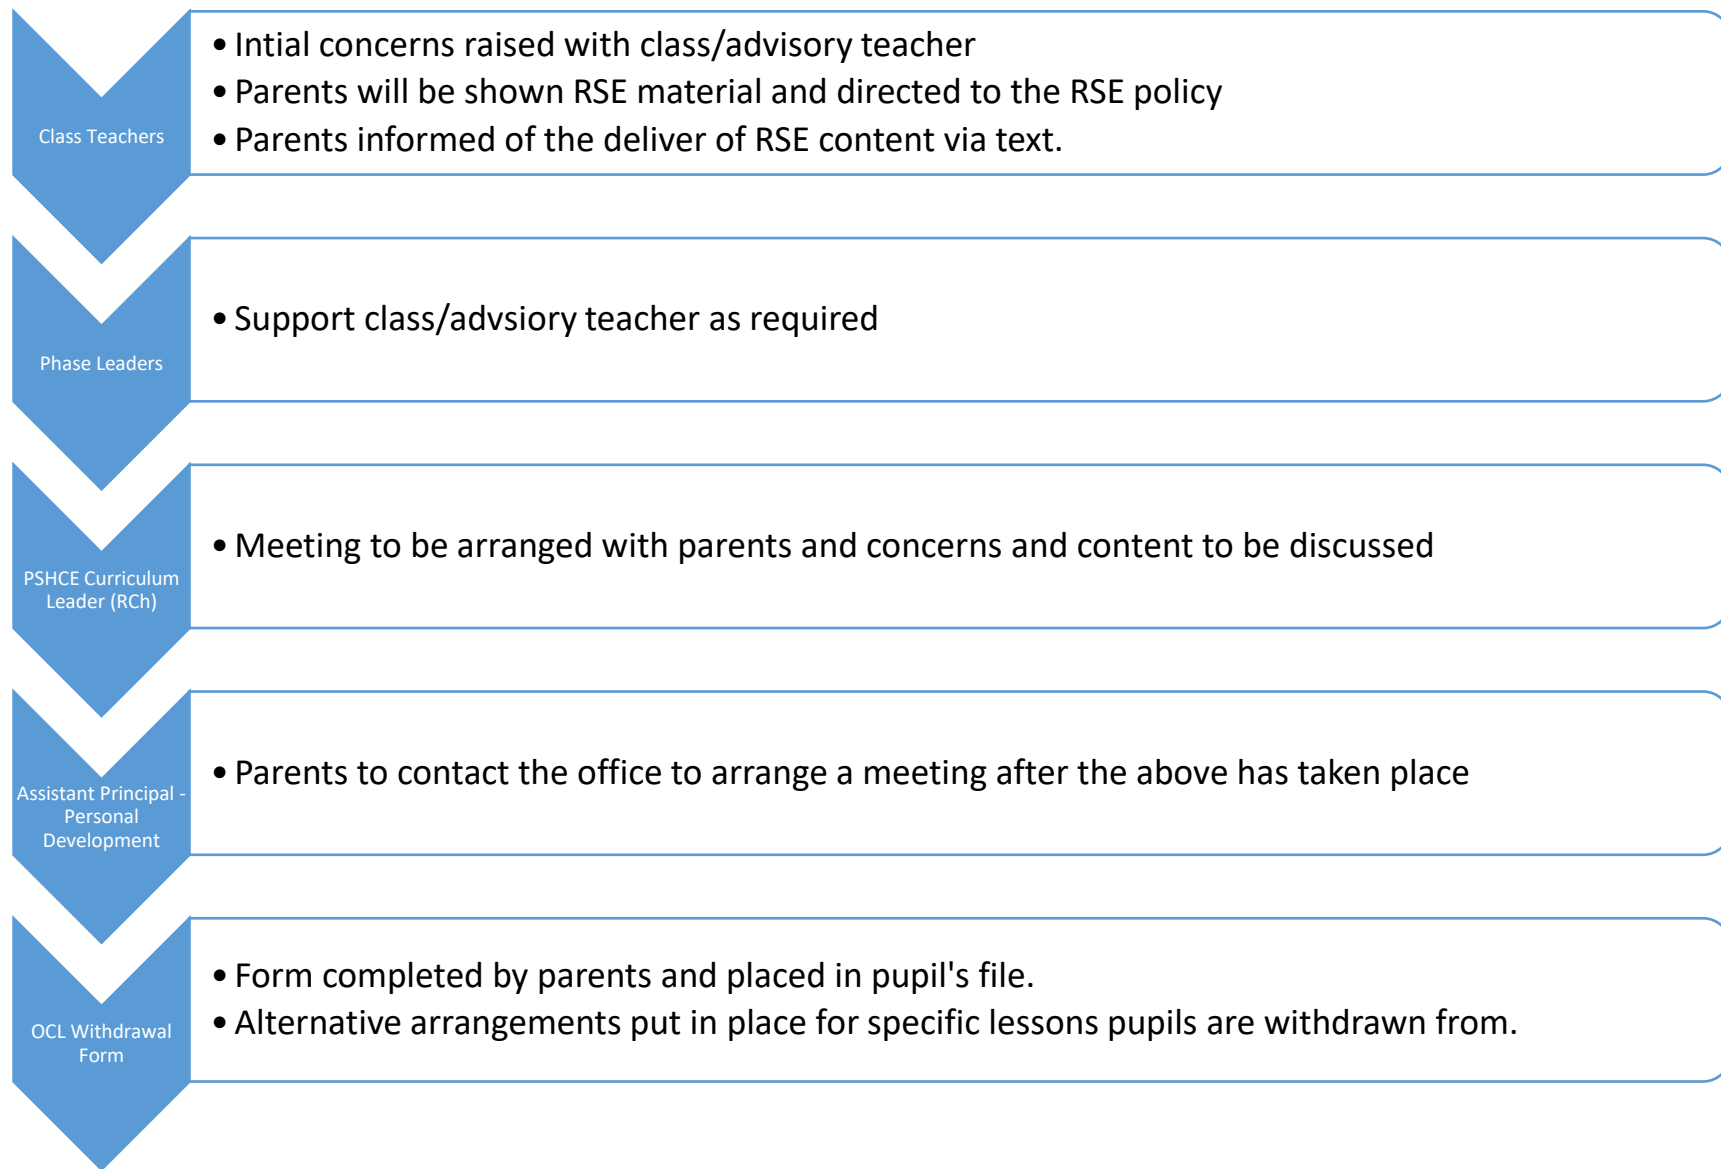 Class Teachers
• Intial concerns raised with class/advisory teacher
• Parents will be shown RSE material and directed to the RSE policy
• Parents informed of the deliver of RSE content via text.
Phase Leaders
• Support class/advsiory teacher as required
PSHCE Curriculum
Leader (RCh)
• Meeting to be arranged with parents and concerns and content to be discussed
Assistant Principal -
Personal
Development
• Parents to contact the office to arrange a meeting after the above has taken place
OCL Withdrawal
Form
• Form completed by parents and placed in pupil's file.
• Alternative arrangements put in place for specific lessons pupils are withdrawn from.